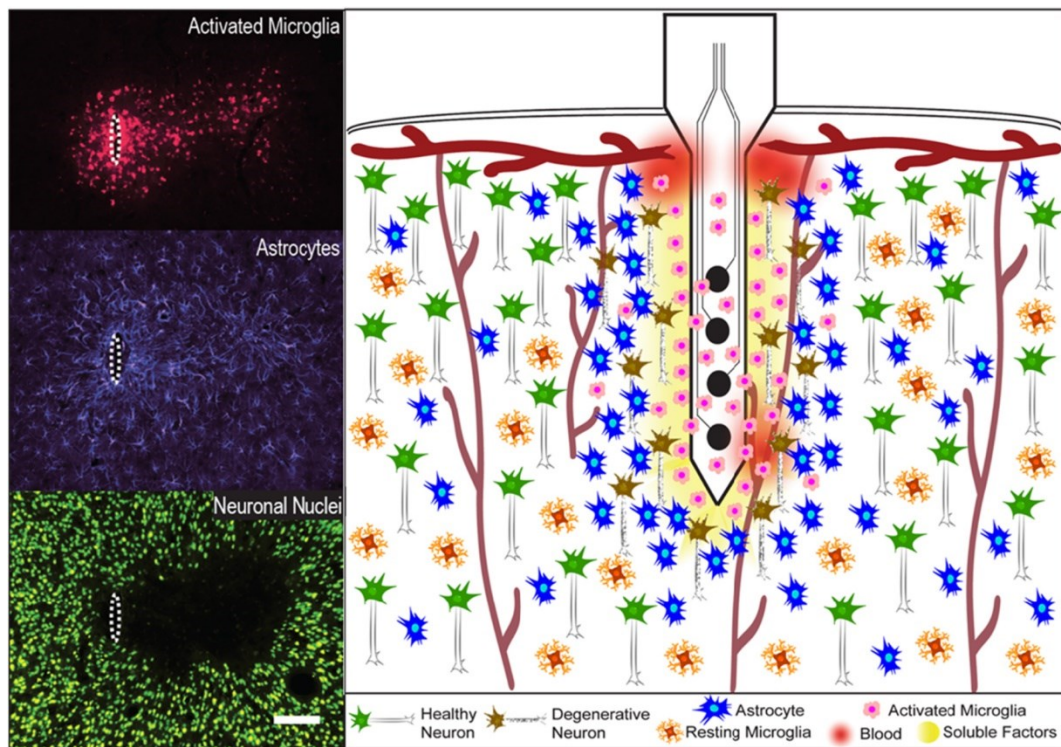 Activated Microglia
Astrocytes
Neuronal Nuclei
Healthy
Neuron
Degenerative
Neuron
Astrocyte
Resting Microglia
Activated Microglia
Blood
Soluble Factors